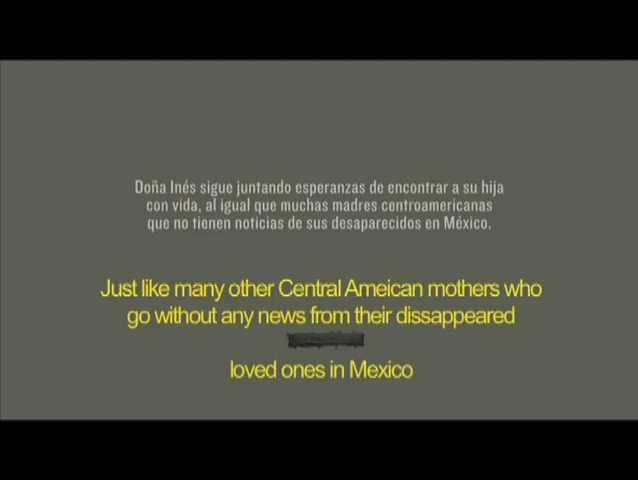 Doña Inés sigue juntando esperanzas de encontrar a su hija
con vida, al igual que muchas madres centroamericanas
que no tienen noticias de sus desaparecidos en México.
Just like many other Central Ameican mothers who
go without any news from their dissappeared
loved ones in Mexico